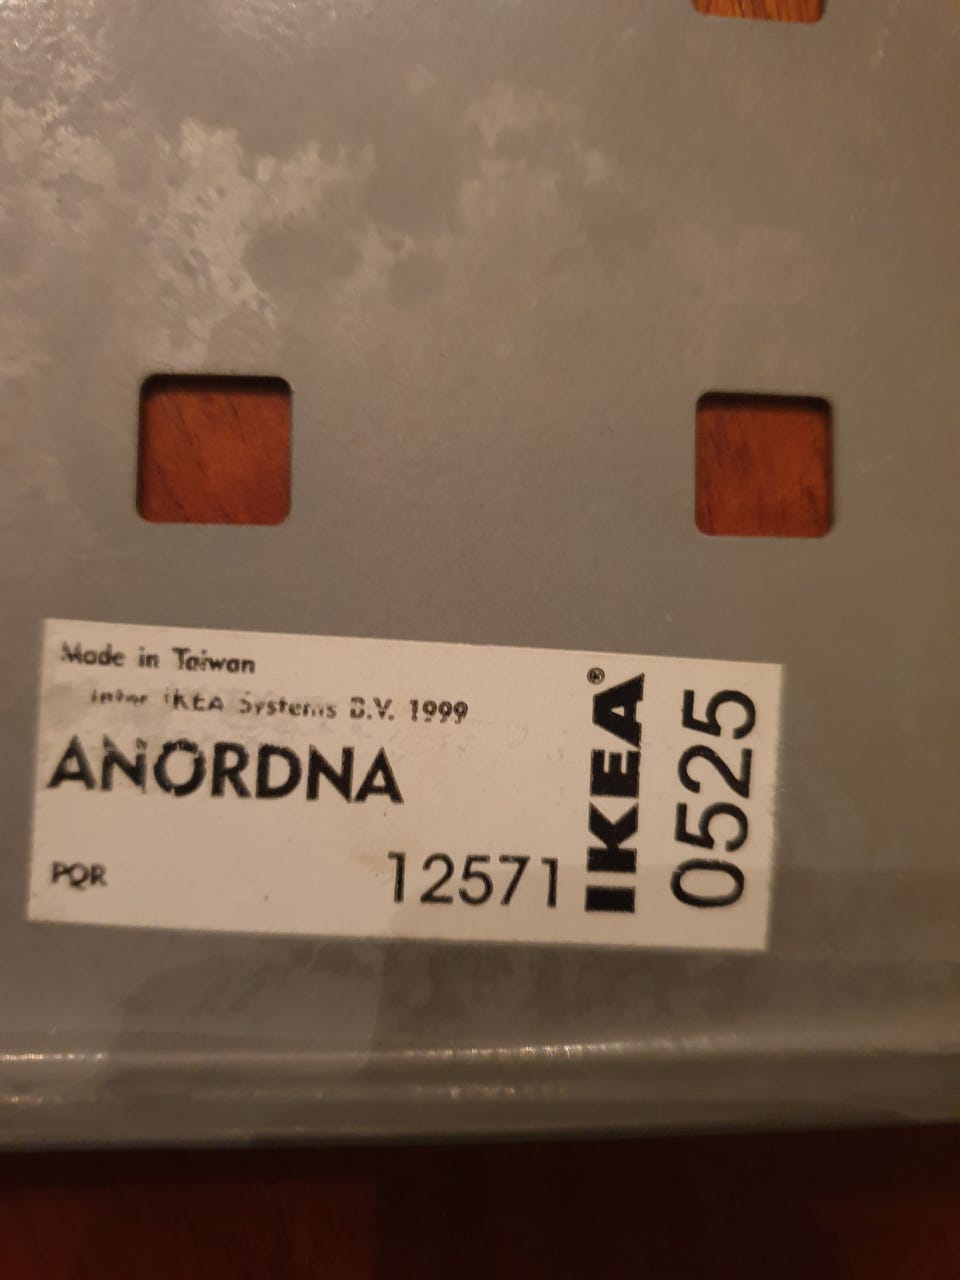 Made in Taiwan
Inter IKEA Systems B.V. 1999
ANORDNA
PQR
12571
IKEA®
0525